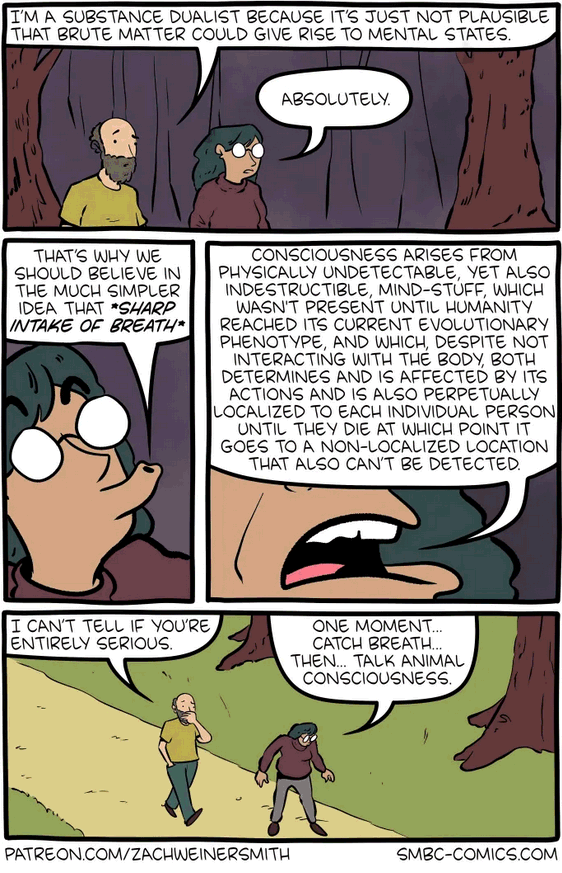 I'M A SUBSTANCE DUALIST BECAUSE IT'S JUST NOT PLAUSIBLE
THAT BRUTE MATTER COULD GIVE RISE TO MENTAL STATES.
ABSOLUTELY.
THAT'S WHY WE
SHOULD BELIEVE IN
THE MUCH SIMPLER
IDEA THAT *SHARP
INTAKE OF BREATH*
CONSCIOUSNESS ARISES FROM
PHYSICALLY UNDETECTABLE, YET ALSO
INDESTRUCTIBLE, MIND-STUFF, WHICH
WASN'T PRESENT UNTIL HUMANITY
REACHED ITS CURRENT EVOLUTIONARY
PHENOTYPE, AND WHICH, DESPITE NOT
INTERACTING WITH THE BODY, BOTH
DETERMINES AND IS AFFECTED BY ITS
ACTIONS AND IS ALSO PERPETUALLY
LOCALIZED TO EACH INDIVIDUAL PERSON
UNTIL THEY DIE AT WHICH POINT IT
GOES TO A NON-LOCALIZED LOCATION
THAT ALSO CAN'T BE DETECTED.
I CAN'T TELL IF YOU'RE
ENTIRELY SERIOUS.
ONE MOMENT...
CATCH BREATH...
THEN... TALK ANIMAL
CONSCIOUSNESS.
PATREON.COM/ZACHWEINERSMITH
SMBC-COMICS.COM